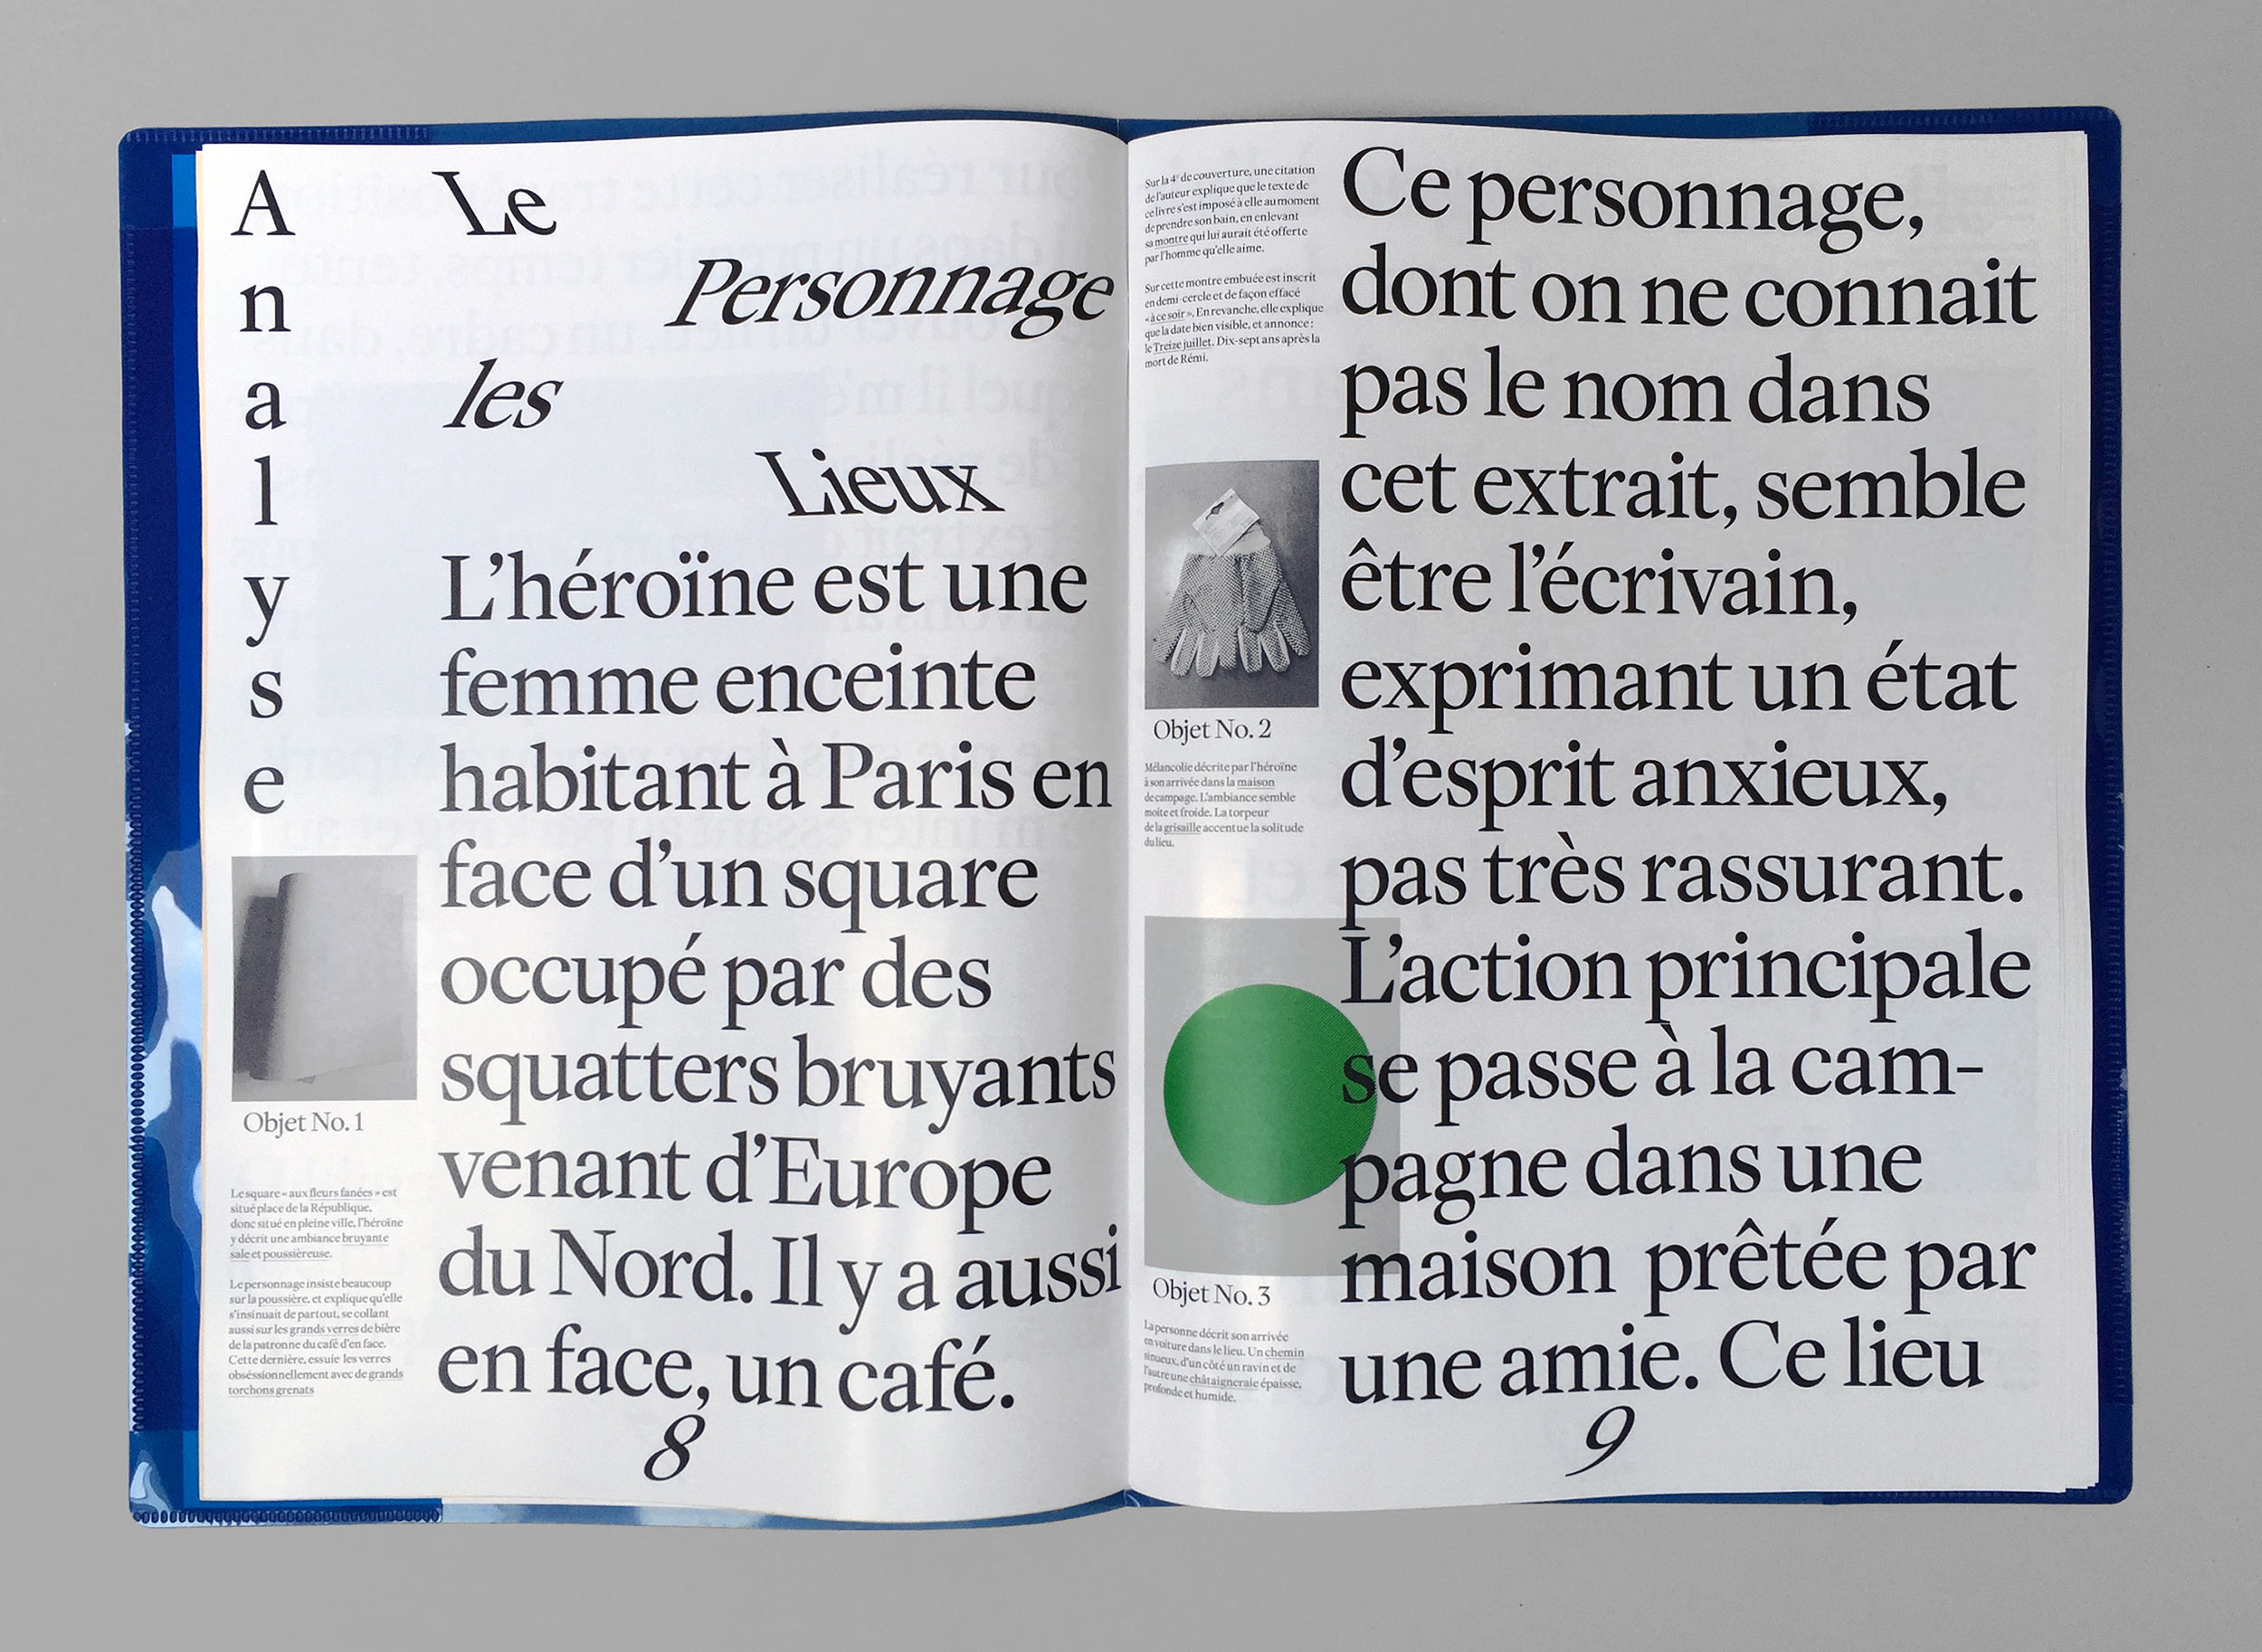 A
n
a
l
y
s
e
Le
Personnage
les
Lieux
L'héroïne est une
femme enceinte
habitant à Paris en
face d'un square
occupé par des
squatters bruyants
venant d'Europe
du Nord. Il y a aussi
en face, un café.
Objet No. 1
Le square « aux fleurs fanées » est
situé place de la République,
donc situé en pleine ville, l'héroïne
y décrit une ambiance bruyante
sale et poussièreuse.
Le personnage insiste beaucoup
sur la poussière, et explique qu'elle
s'insinuait de partout, se collant
aussi sur les grands verres de bière
de la patronne du café d'en face.
Cette dernière, essuie les verres
obséssionnellement avec de grands
torchons grenats
8
Sur la 4e de couverture, une citation
de l'auteur explique que le texte de
ce livre s'est imposé à elle au moment
de prendre son bain, en enlevant
sa montre qui lui aurait été offerte
par l'homme qu'elle aime.
Sur cette montre embuée est inscrit
en demi-cercle et de façon effacé
« à ce soir ». En revanche, elle explique
que la date bien visible, et annonce :
le Treize juillet. Dix-sept ans après la
mort de Rémi.
Objet No. 2
Mélancolie décrite par l'héroïne
à son arrivée dans la maison
de campage. L'ambiance semble
moite et froide. La torpeur
de la grisaille accentue la solitude
du lieu.
Objet No. 3
La personne décrit son arrivée
en voiture dans le lieu. Un chemin
sinueux, d'un côté un ravin et de
l'autre une châtaigneraie épaisse,
profonde et humide.
Ce personnage,
dont on ne connait
pas le nom dans
cet extrait, semble
être l'écrivain,
exprimant un état
d'esprit anxieux,
pas très rassurant.
L'action principale
se passe à la cam-
pagne dans une
maison prêtée par
une amie. Ce lieu
9